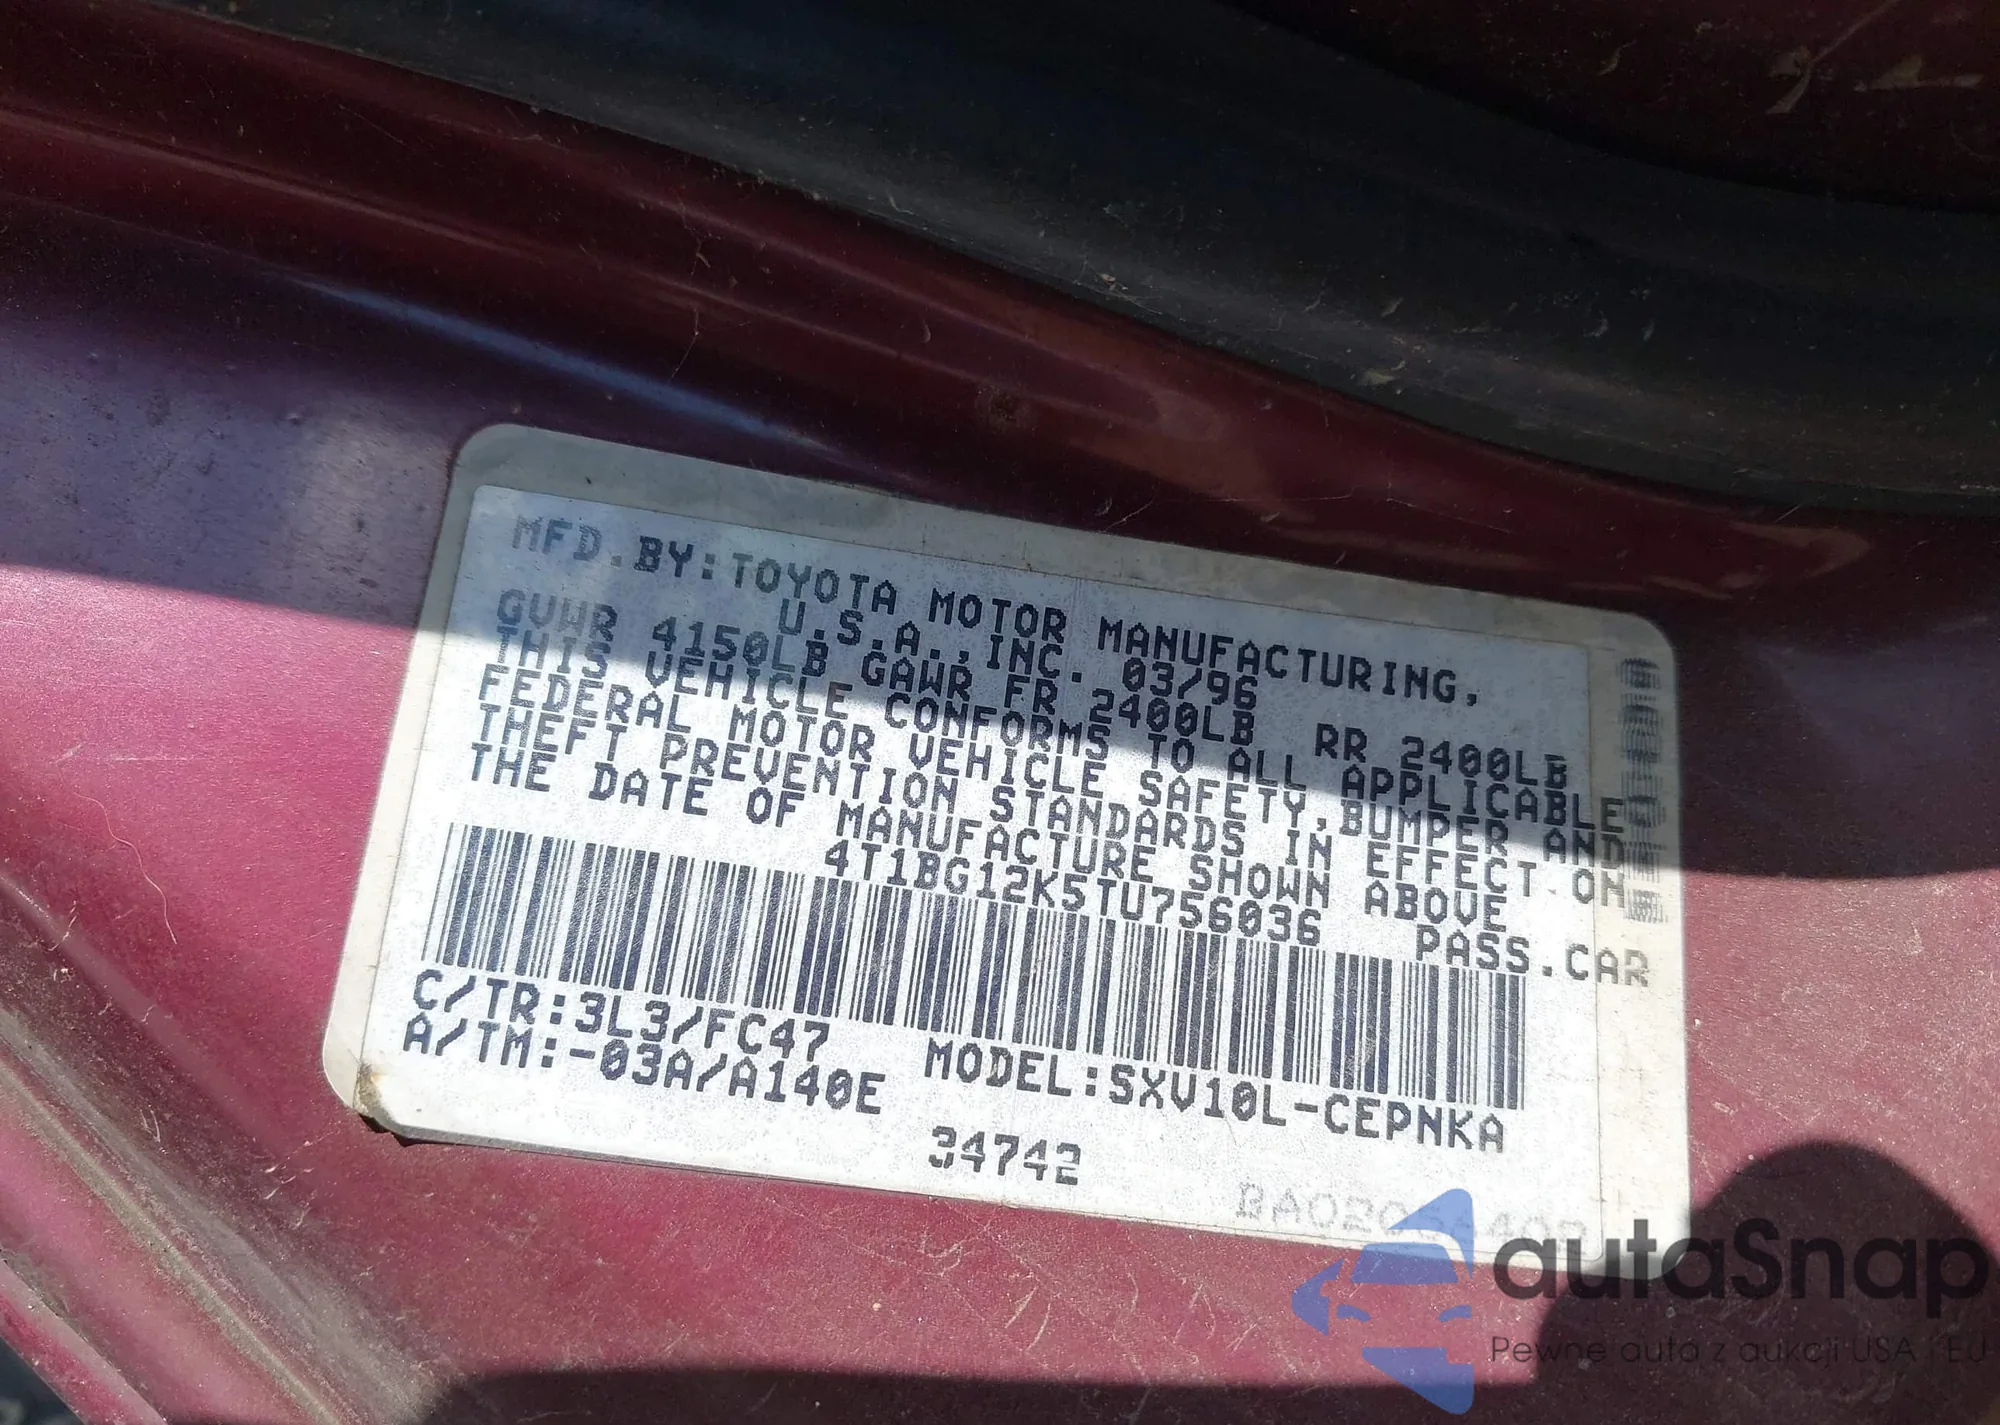 MFD.BY:TOYOTA MOTOR MANUFACTURING,
U.S.A.,INC. 03/96
GVWR 4150LB GAWR FR 2400LB RR 2400LB
THIS VEHICLE CONFORMS TO ALL APPLICABLE
FEDERAL MOTOR VEHICLE SAFETY,BUMPER AND
THEFT PREVENTION STANDARDS IN EFFECT ON
THE DATE OF MANUFACTURE SHOWN ABOVE
4T1BG12K5TU756036 PASS.CAR
C/TR:3L3/FC47 MODEL:SXV10L-CEPNKA
A/TM:-03A/A140E
34742
autaSnap
Pewne auta z aukcji USA i EU